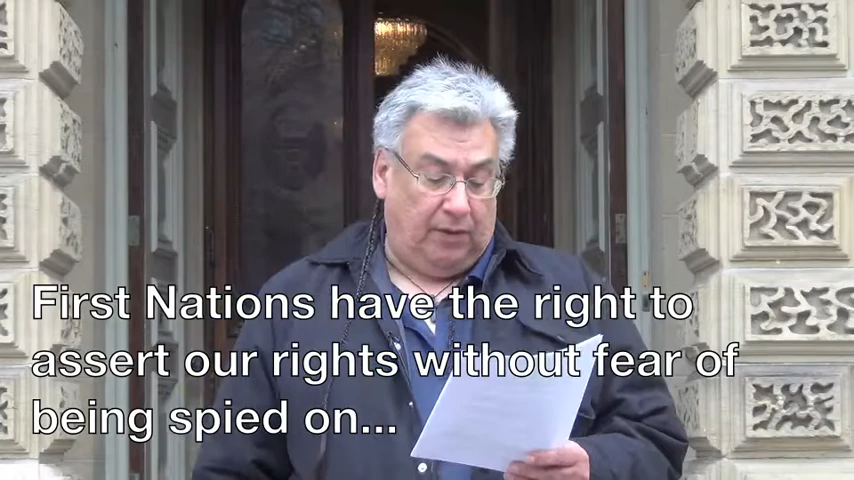 First Nations have the right to
assert our rights without fear of
being spied on...